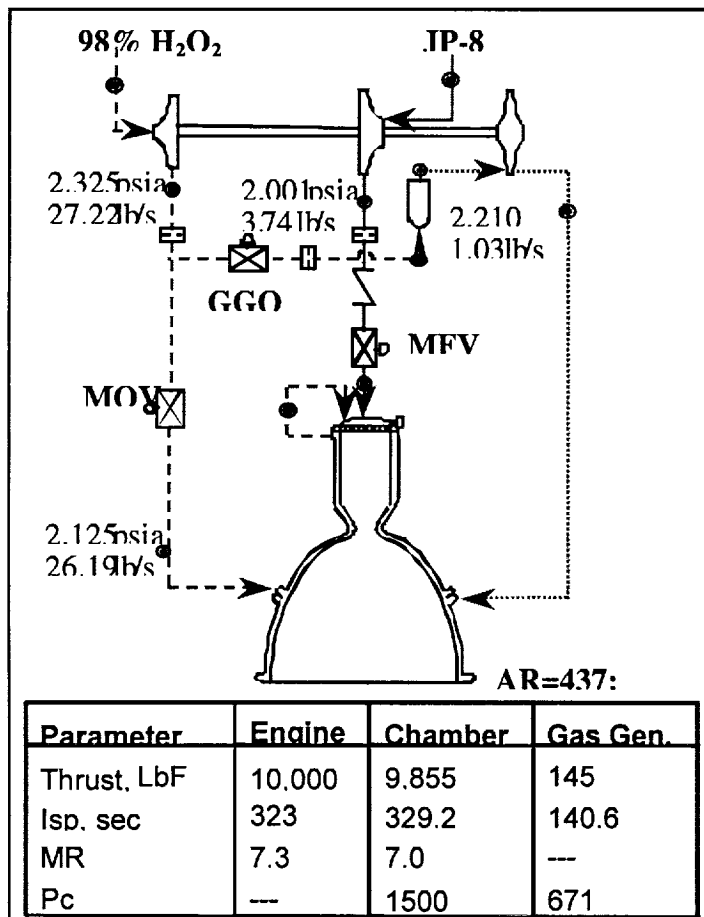 98% H₂O₂
JP-8
2.325psia
27.22lb/s
2.001psia
3.74lb/s
2.210
1.03lb/s
GGO
MFV
MOV
2.125psia
26.19lb/s
AR=437:
Parameter Engine Chamber Gas Gen.
Thrust, LbF 10,000 9,855 145
Isp, sec 323 329.2 140.6
MR 7.3 7.0 ---
Pc --- 1500 671